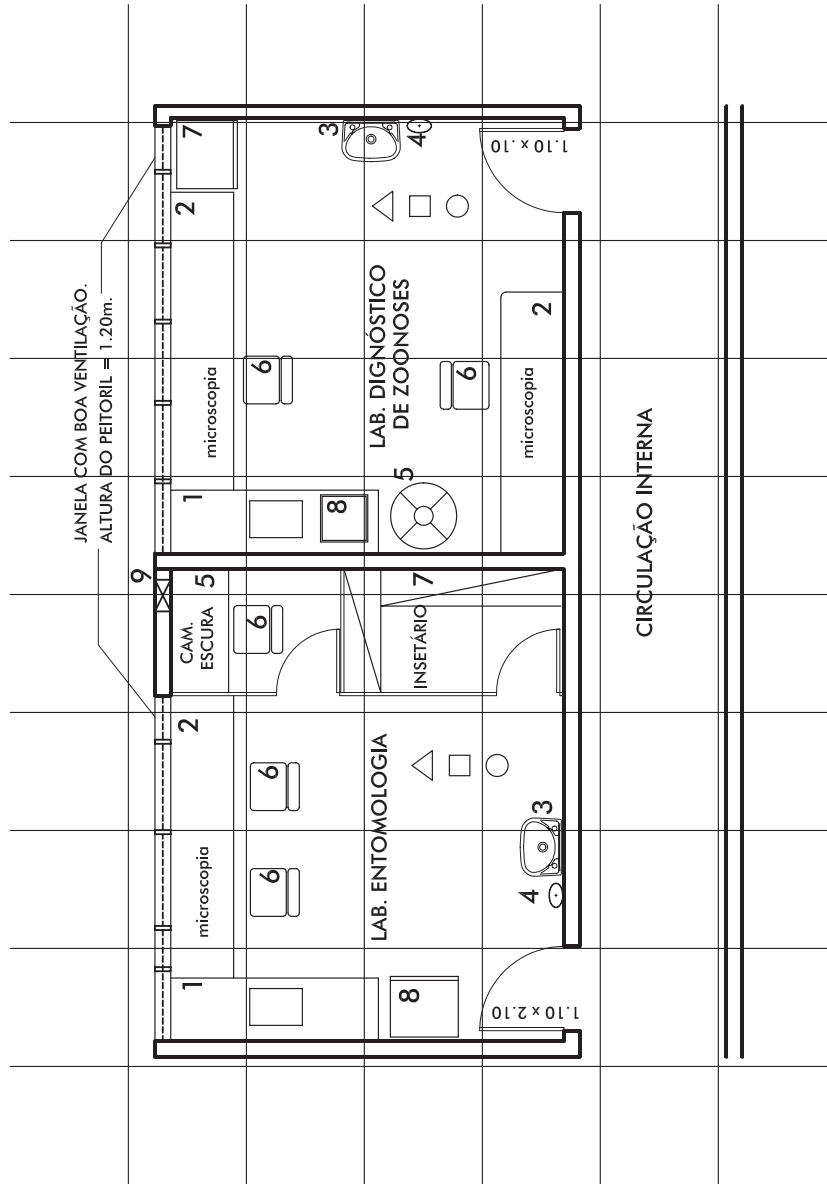 JANELA COM BOA VENTILAÇÃO.
ALTURA DO PEITORIL = 1.20m.
9
1
microscopia
2
CAM.
ESCURA
5
1
microscopia
2
7
6
6
6
8
6
3
4
8
LAB. ENTOMOLOGIA
INSETÁRIO
7
5
LAB. DIGNÓSTICO
DE ZOONOSES
6
1.10 x 2.10
4
3
microscopia
2
1.10 x .10
CIRCULAÇÃO INTERNA